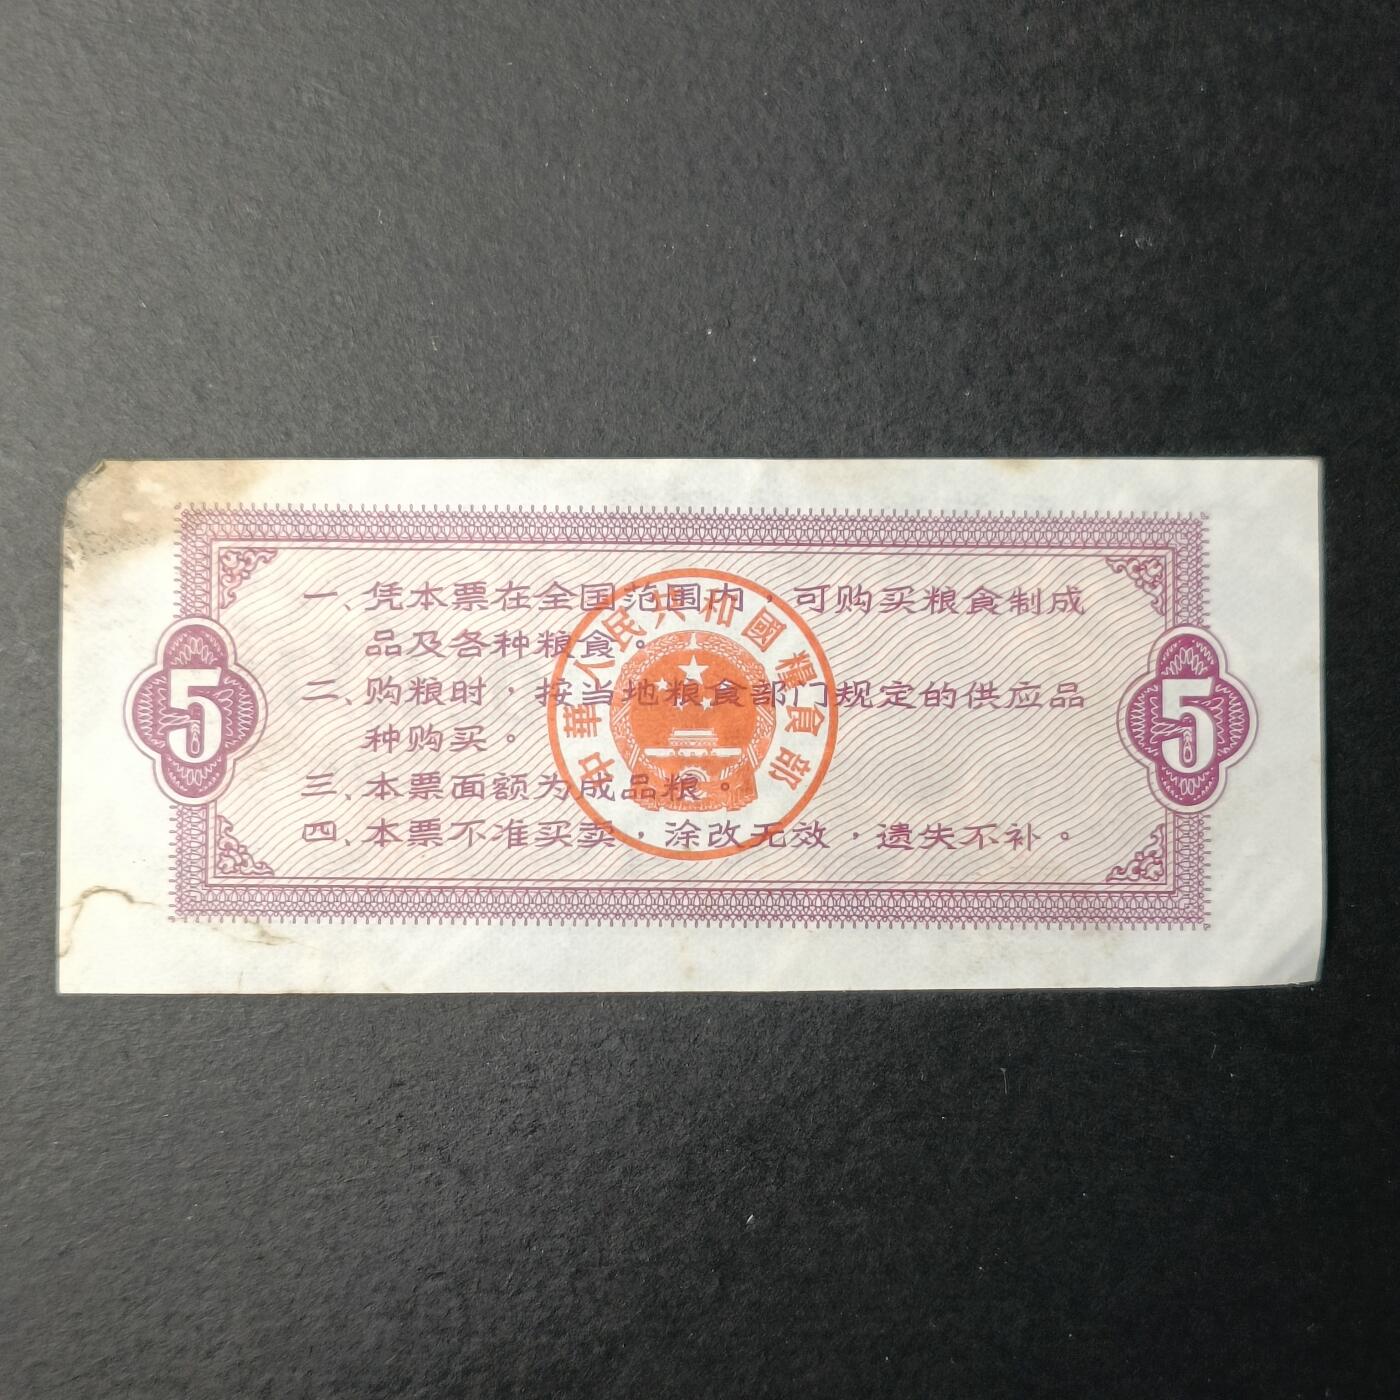 一、凭本票在全国范围内，可购买粮食制成
品及各种粮食。
二、购粮时，按当地粮食部门规定的供应品
种购买。
三、本票面额为成品粮。
四、本票不准买卖，涂改无效，遗失不补。
5
5
中華人民共和國糧食部